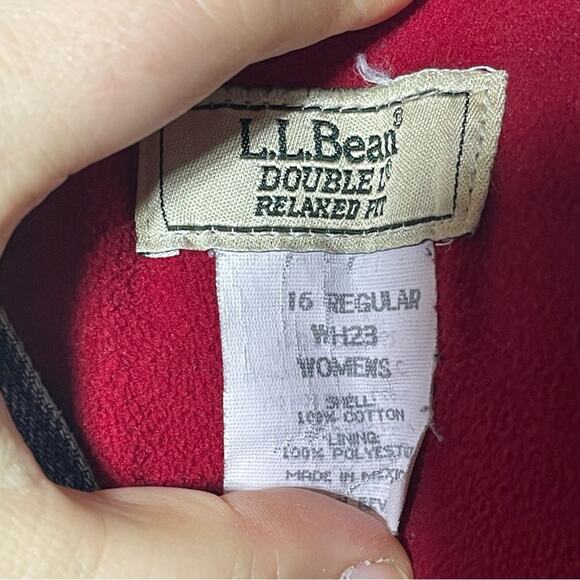 L.L.Bean®
DOUBLE L®
RELAXED FIT
16 REGULAR
WH23
WOMENS
SHELL:
100% COTTON
LINING:
100% POLYESTER
MADE IN MEXICO